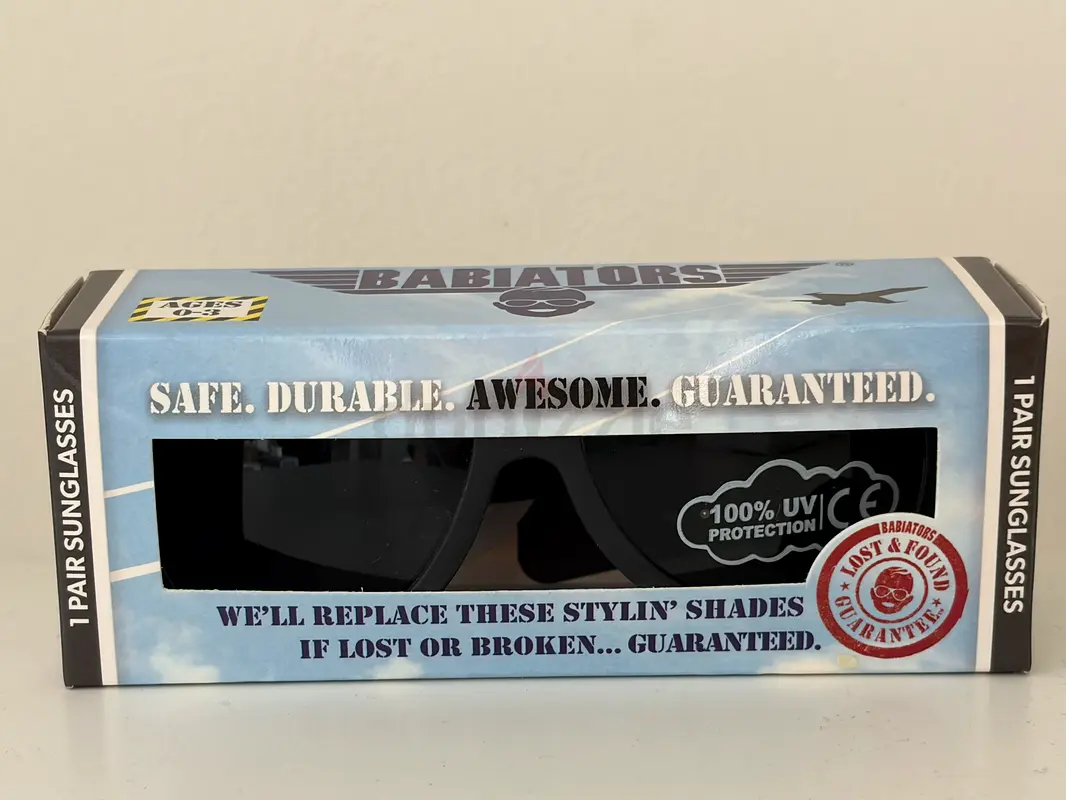 BABIATORS
AGES
0-3
SAFE. DURABLE. AWESOME. GUARANTEED.
1 PAIR SUNGLASSES
1 PAIR SUNGLASSES
100% UV
PROTECTION
CE
BABIATORS
LOST & FOUND
GUARANTEE
WE'LL REPLACE THESE STYLIN' SHADES
IF LOST OR BROKEN... GUARANTEED.